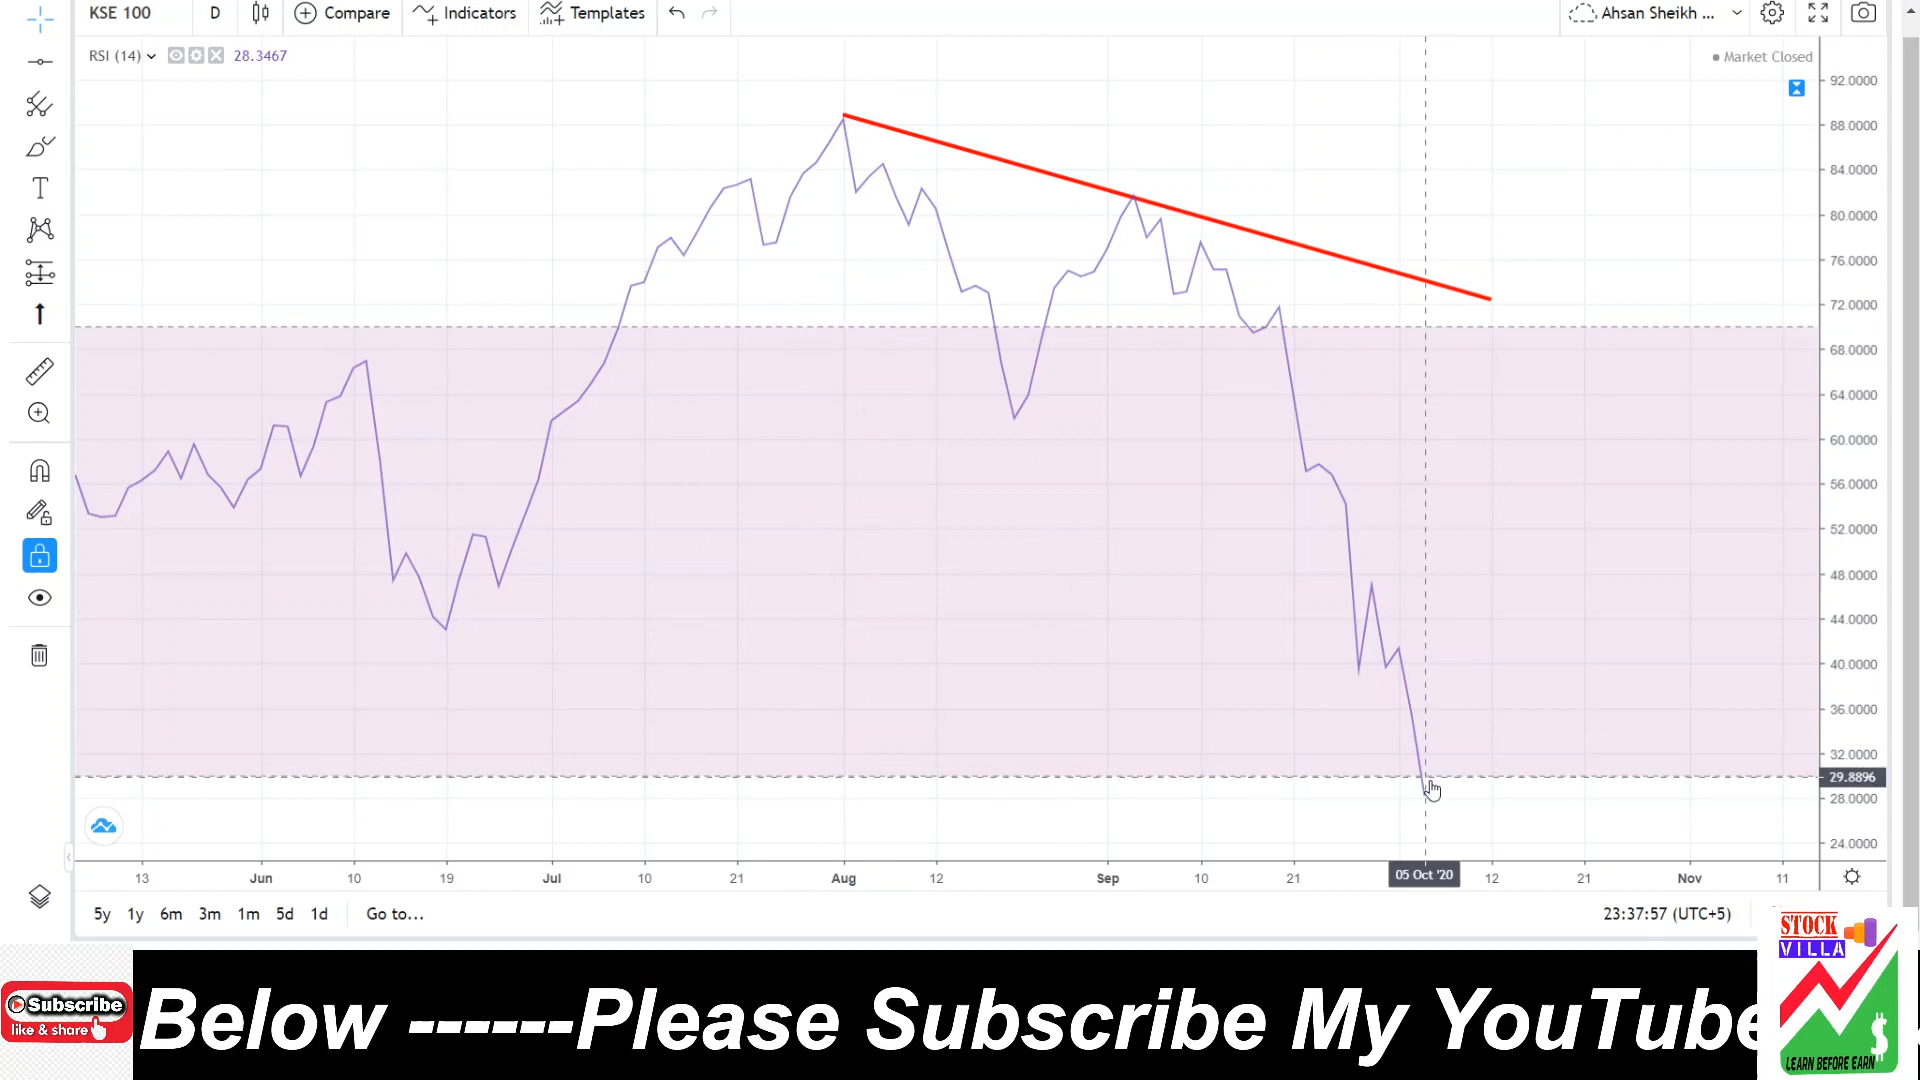 KSE 100 D Compare Indicators Templates Ahsan Sheikh ...
RSI (14) 28.3467 Market Closed
92.0000
88.0000
84.0000
80.0000
76.0000
72.0000
68.0000
64.0000
60.0000
56.0000
52.0000
48.0000
44.0000
40.0000
36.0000
32.0000
29.8896
28.0000
24.0000
13 Jun 10 19 Jul 10 21 Aug 12 Sep 10 21 05 Oct '20 12 21 Nov 11
5y 1y 6m 3m 1m 5d 1d Go to... 23:37:57 (UTC+5)
STOCK
VILLA
Subscribe
like & share
Below ------Please Subscribe My YouTube
$
LEARN BEFORE EARN